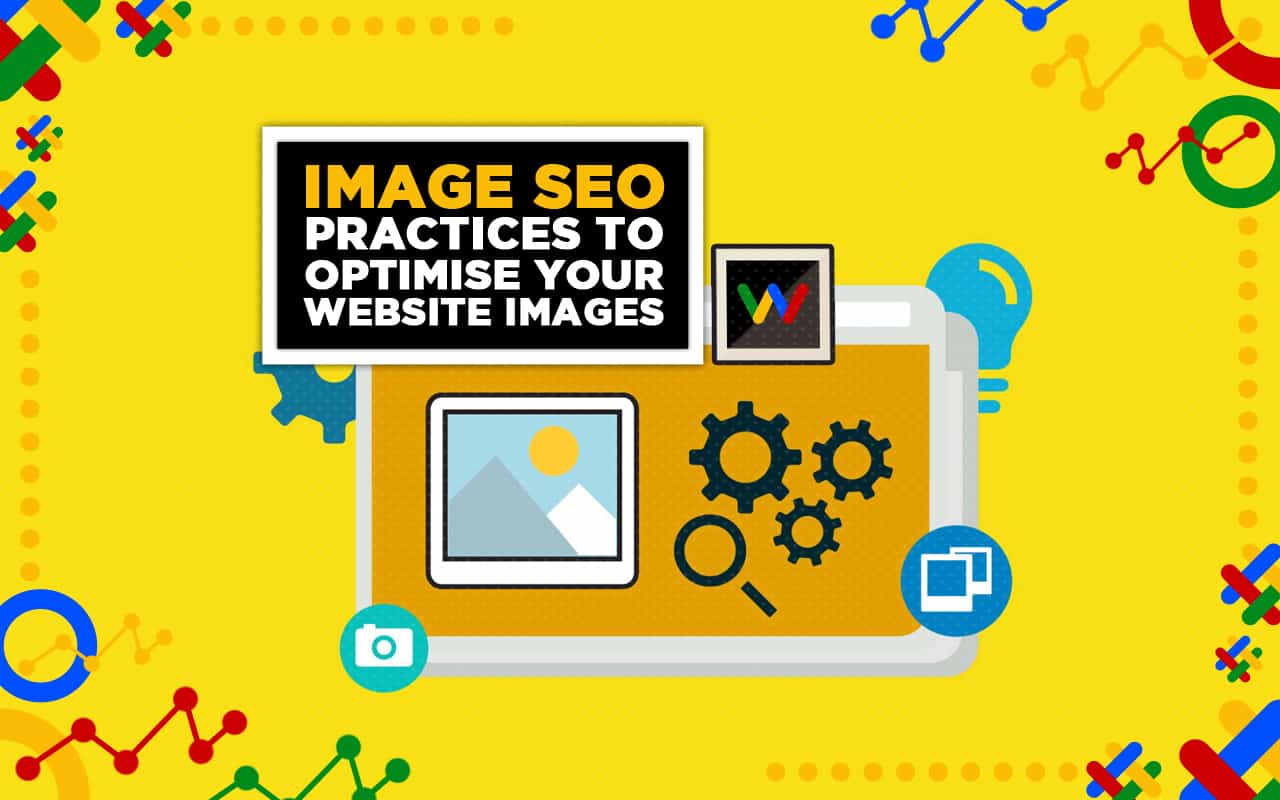 IMAGE SEO
PRACTICES TO
OPTIMISE YOUR
WEBSITE IMAGES
W